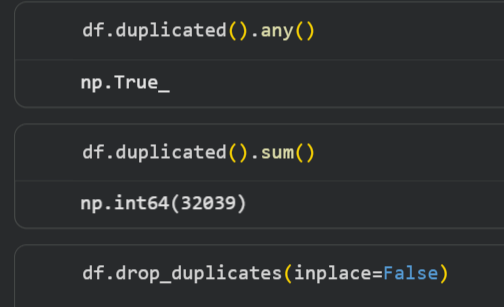 df.duplicated().any()
np.True_
df.duplicated().sum()
np.int64(32039)
df.drop_duplicates(inplace=False)